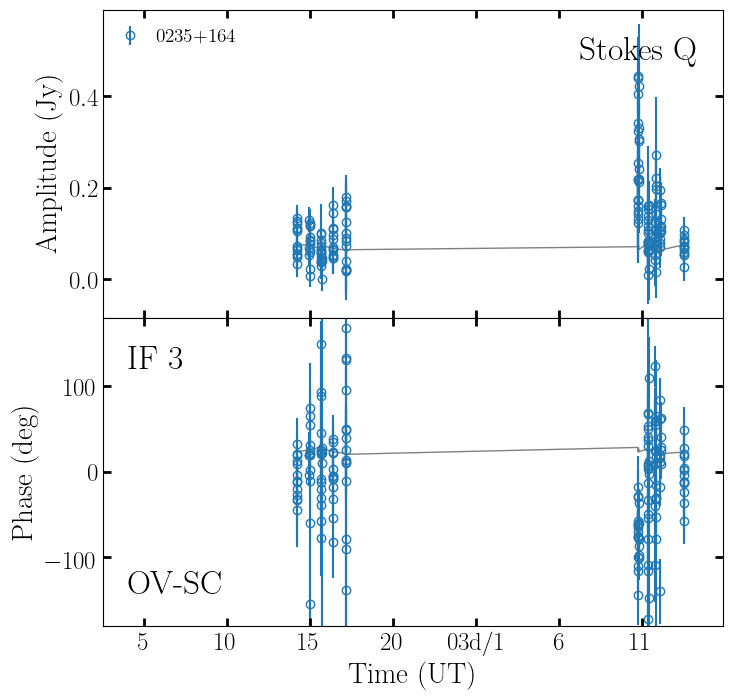 0235+164
Stokes Q
Amplitude (Jy)
0.4
0.2
0.0
IF 3
Phase (deg)
100
0
−100
OV-SC
5 10 15 20 03d/1 6 11
Time (UT)